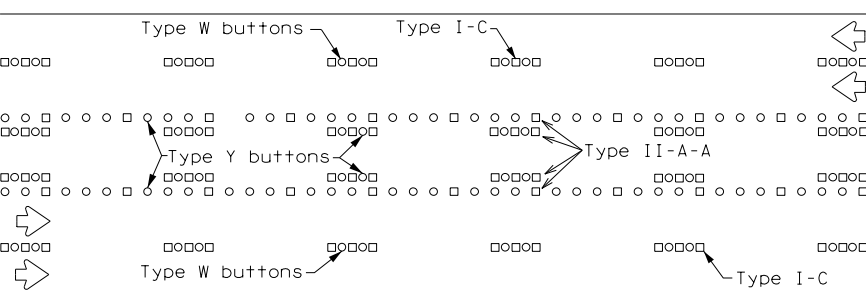 Type W buttons
Type I-C
Type Y buttons
Type II-A-A
Type W buttons
Type I-C